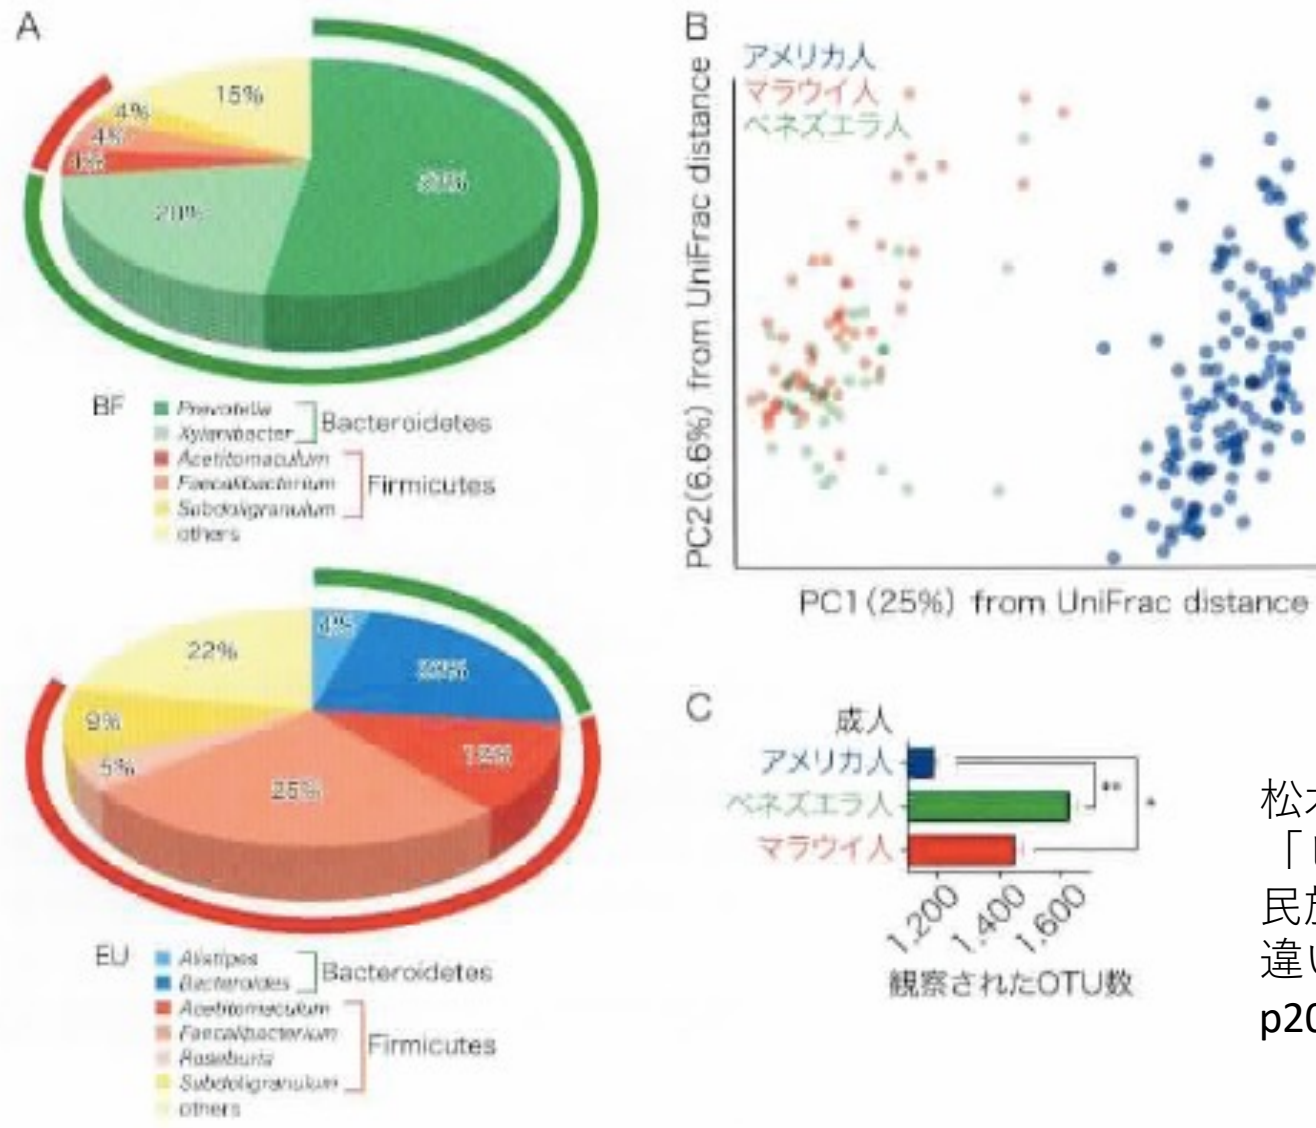 A
15%
4%
4%
20%
BF
Prevotella
Xylanibacter
Bacteroidetes
Acetitomaculum
Faecalibacterium
Firmicutes
Subdoligranulum
others
4%
22%
9%
5%
25%
EU
Alistipes
Bacteroides
Bacteroidetes
Acetitomaculum
Faecalibacterium
Firmicutes
Roseburia
Subdoligranulum
others
B
アメリカ人
マラウイ人
ベネズエラ人
PC2(6.6%) from UniFrac distance
PC1(25%) from UniFrac distance
C
成人
アメリカ人
ベネズエラ人
マラウイ人
**
*
1,200
1,400
1,600
観察されたOTU数
違い
p20